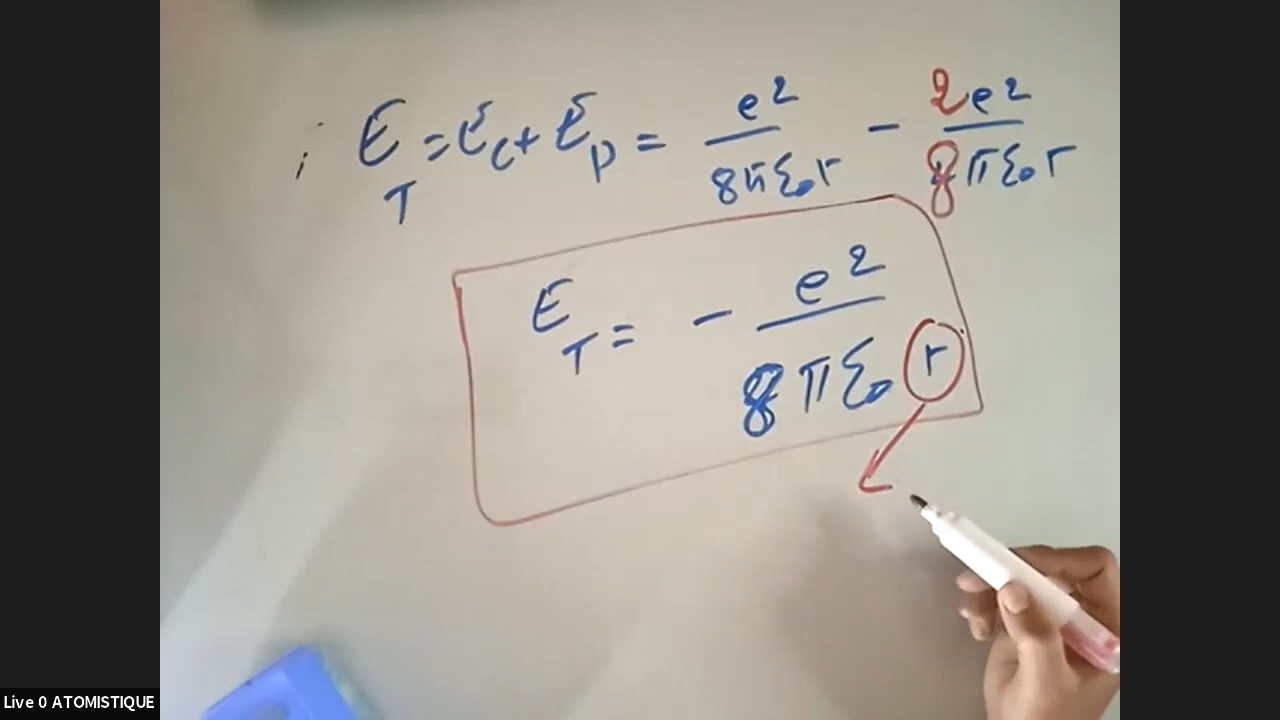 ; E_T = E_c + E_p = e² / 8πε₀r - 2e² / 8πε₀r
E_T = - e² / 8πε₀r
Live 0 ATOMISTIQUE